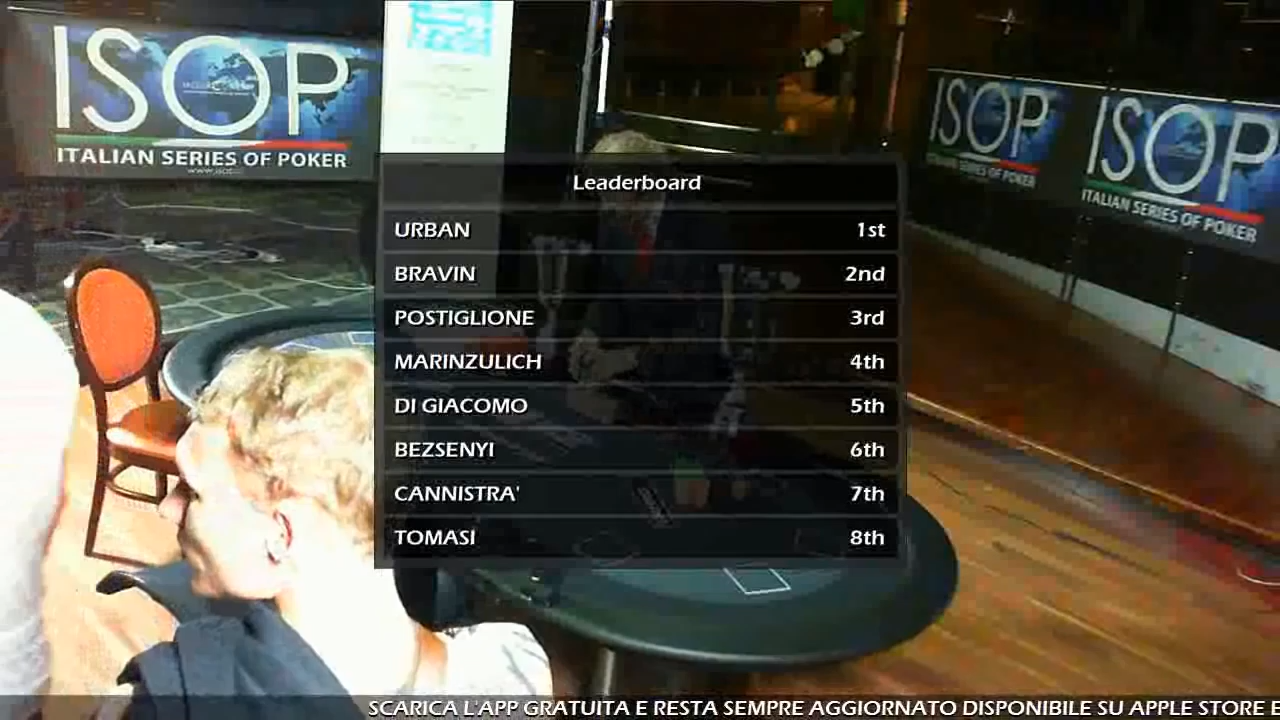 ISOP
ITALIAN SERIES OF POKER
ISOP
ITALIAN SERIES OF POKER
ISOP
ITALIAN SERIES OF POKER
Leaderboard
URBAN 1st
BRAVIN 2nd
POSTIGLIONE 3rd
MARINZULICH 4th
DI GIACOMO 5th
BEZSENYI 6th
CANNISTRA' 7th
TOMASI 8th
SCARICA L'APP GRATUITA E RESTA SEMPRE AGGIORNATO DISPONIBILE SU APPLE STORE E